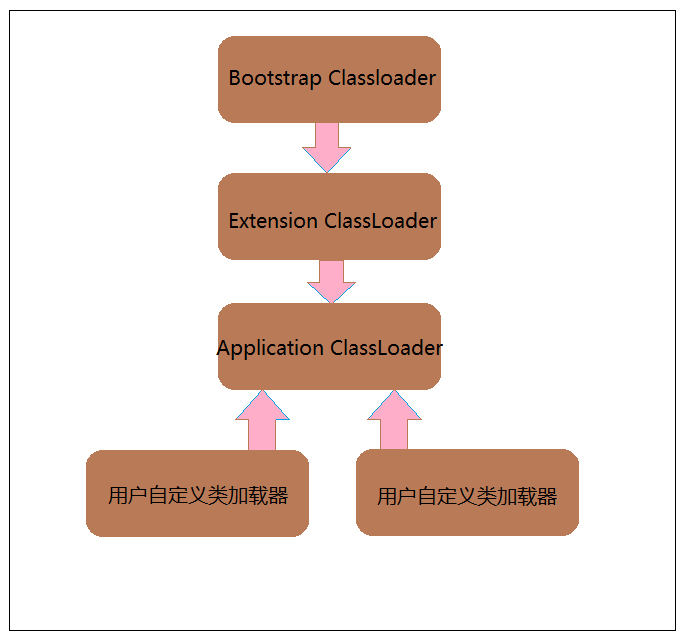 Bootstrap Classloader
Extension ClassLoader
Application ClassLoader
用户自定义类加载器
用户自定义类加载器